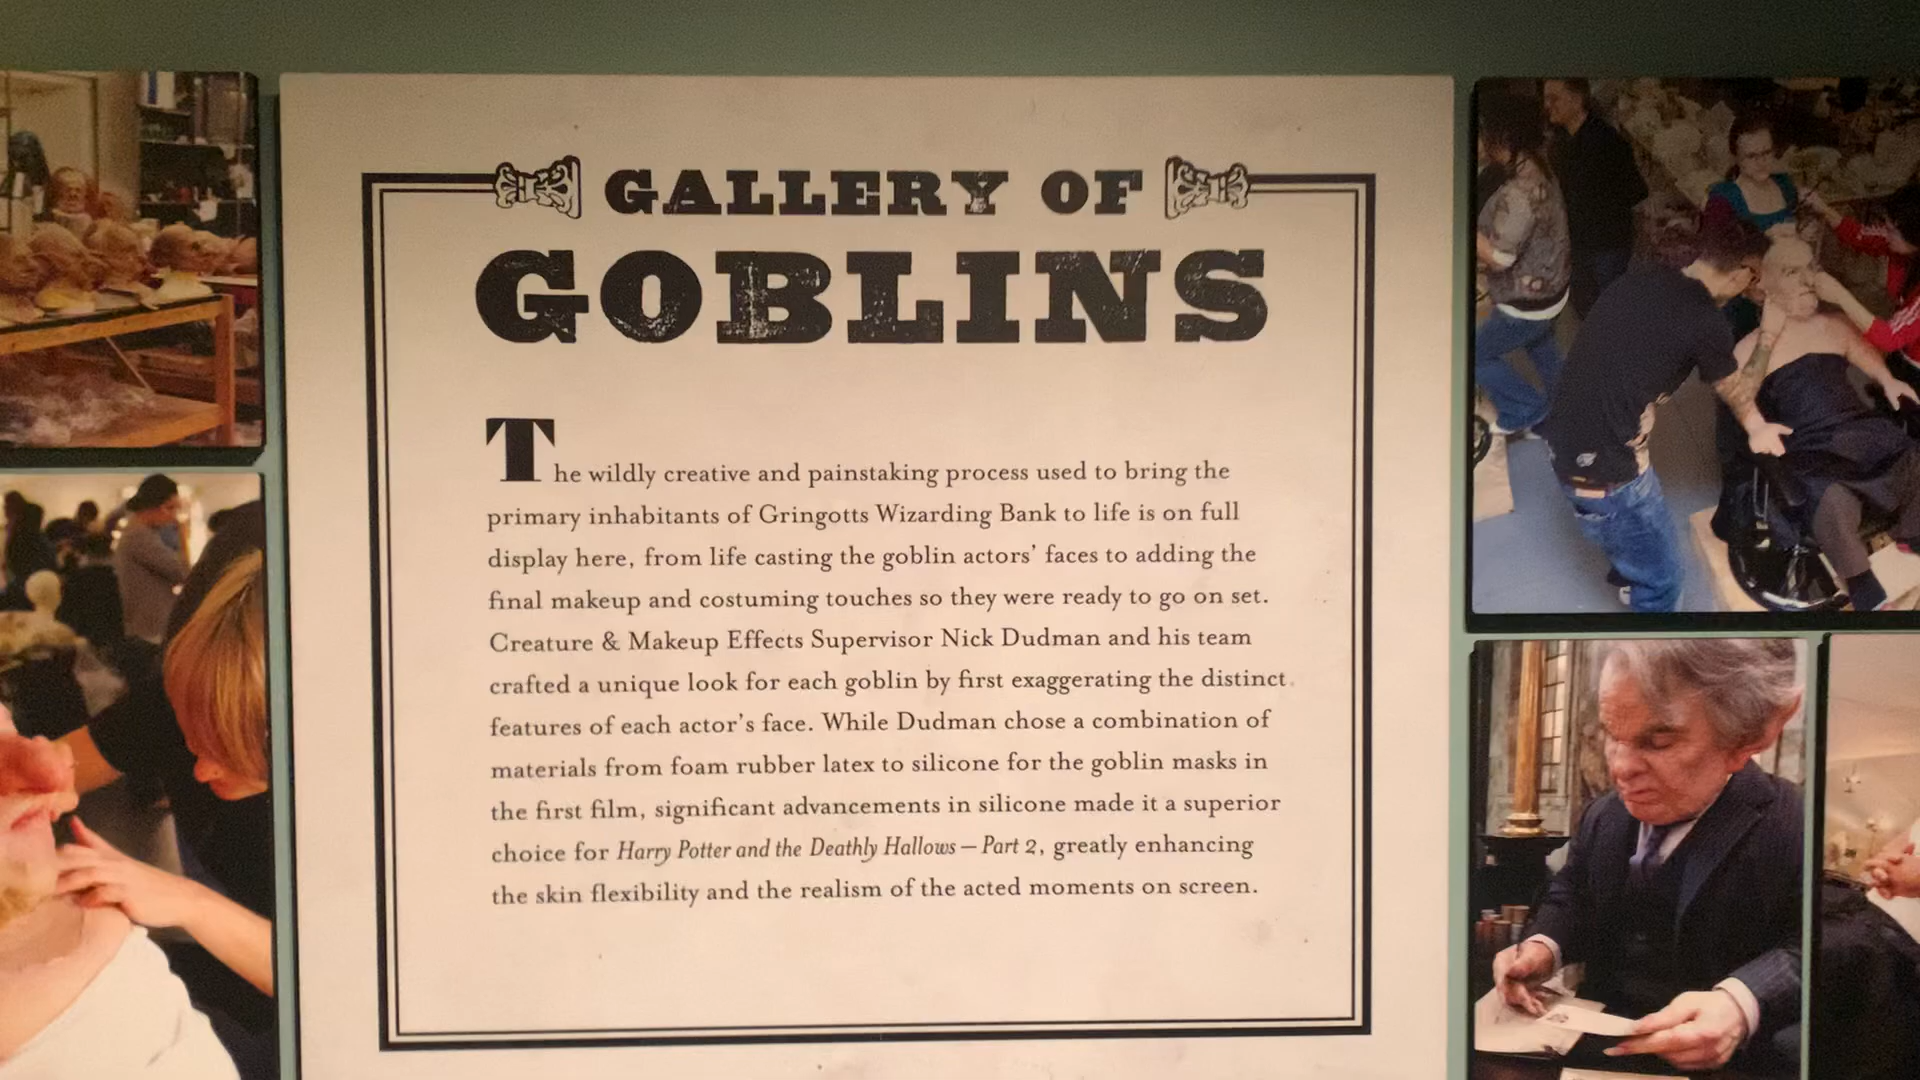 GALLERY OF
GOBLINS
The wildly creative and painstaking process used to bring the
primary inhabitants of Gringotts Wizarding Bank to life is on full
display here, from life casting the goblin actors’ faces to adding the
final makeup and costuming touches so they were ready to go on set.
Creature & Makeup Effects Supervisor Nick Dudman and his team
crafted a unique look for each goblin by first exaggerating the distinct
features of each actor’s face. While Dudman chose a combination of
materials from foam rubber latex to silicone for the goblin masks in
the first film, significant advancements in silicone made it a superior
choice for Harry Potter and the Deathly Hallows – Part 2, greatly enhancing
the skin flexibility and the realism of the acted moments on screen.